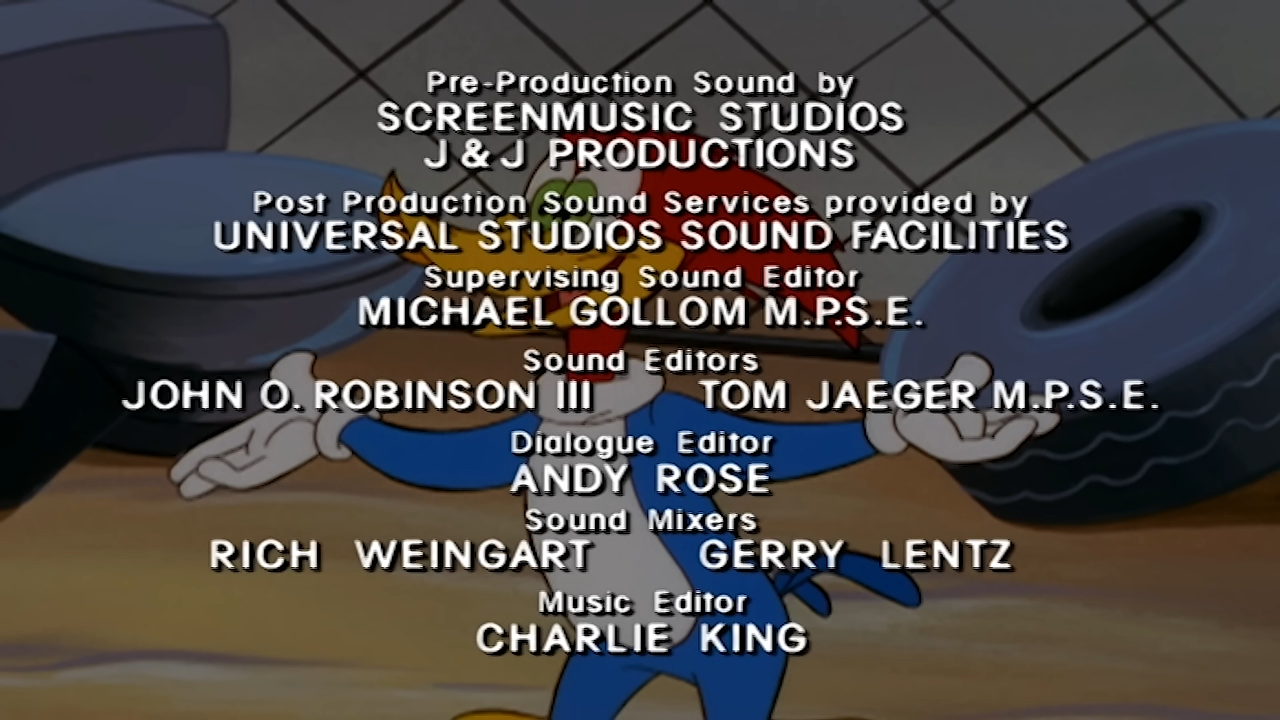 Pre-Production Sound by
SCREENMUSIC STUDIOS
J & J PRODUCTIONS
Post Production Sound Services provided by
UNIVERSAL STUDIOS SOUND FACILITIES
Supervising Sound Editor
MICHAEL GOLLOM M.P.S.E.
Sound Editors
JOHN O. ROBINSON III TOM JAEGER M.P.S.E.
Dialogue Editor
ANDY ROSE
Sound Mixers
RICH WEINGART GERRY LENTZ
Music Editor
CHARLIE KING